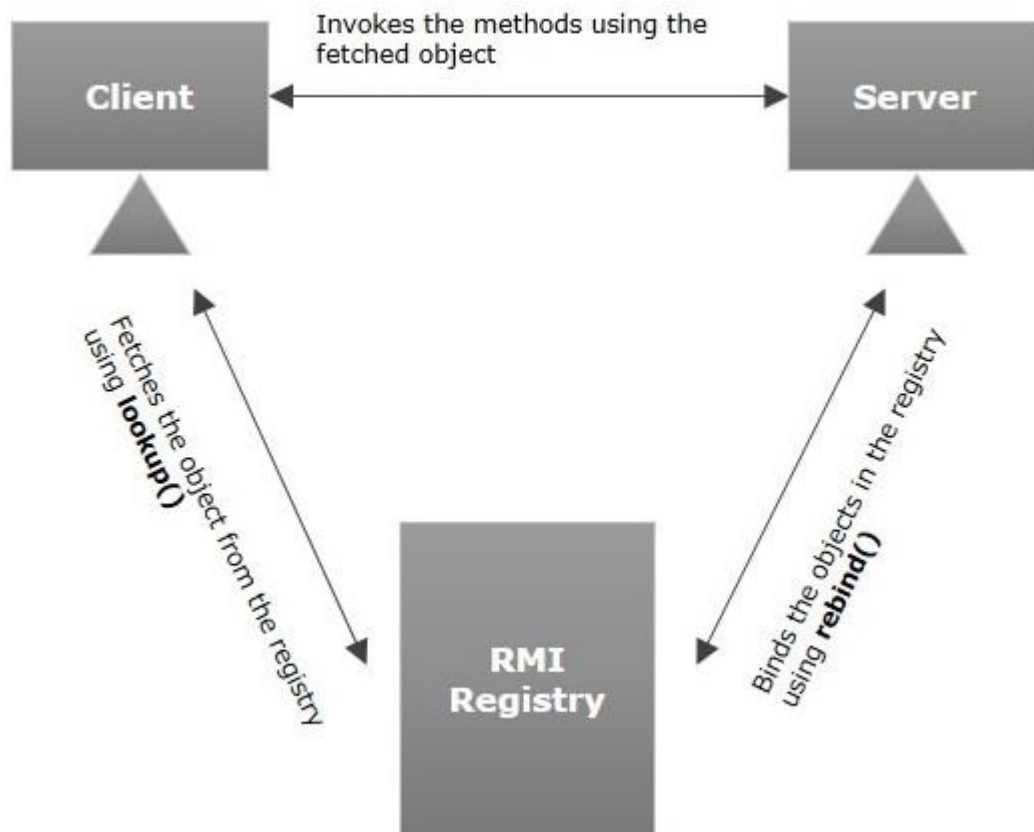 Invokes the methods using the
fetched object
Client
Server
Fetches the object from the registry
using lookup()
Binds the objects in the registry
using rebind()
RMI
Registry